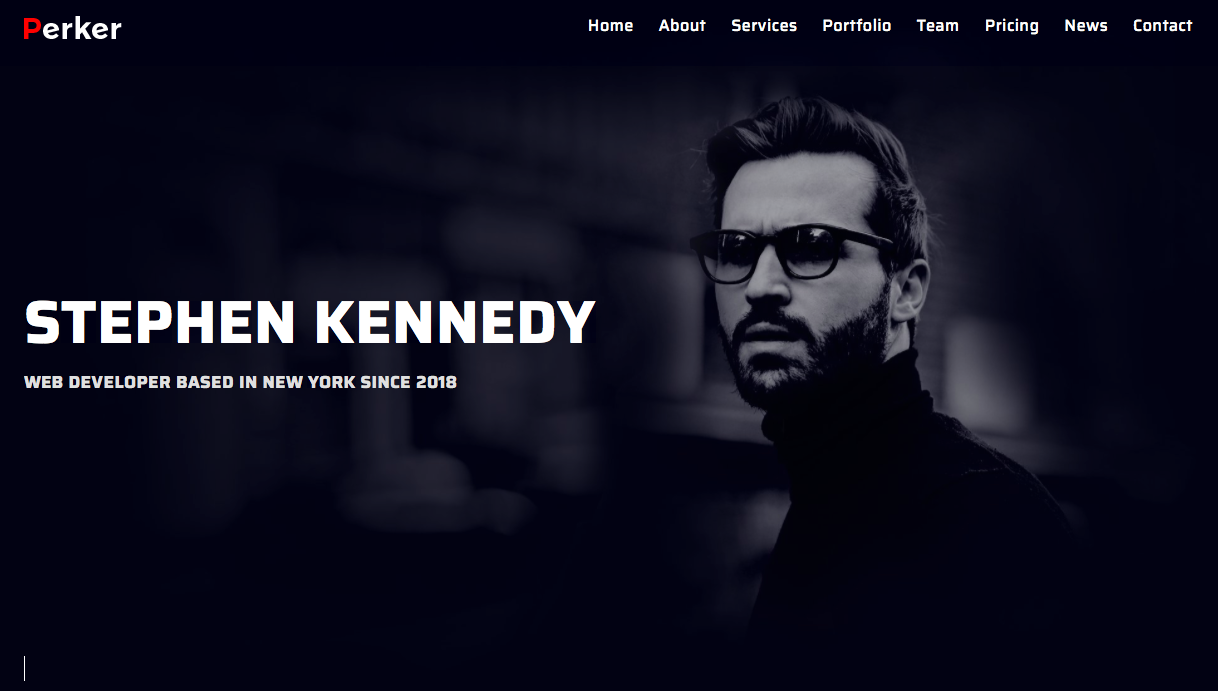 Perker
Home About Services Portfolio Team Pricing News Contact
STEPHEN KENNEDY
WEB DEVELOPER BASED IN NEW YORK SINCE 2018